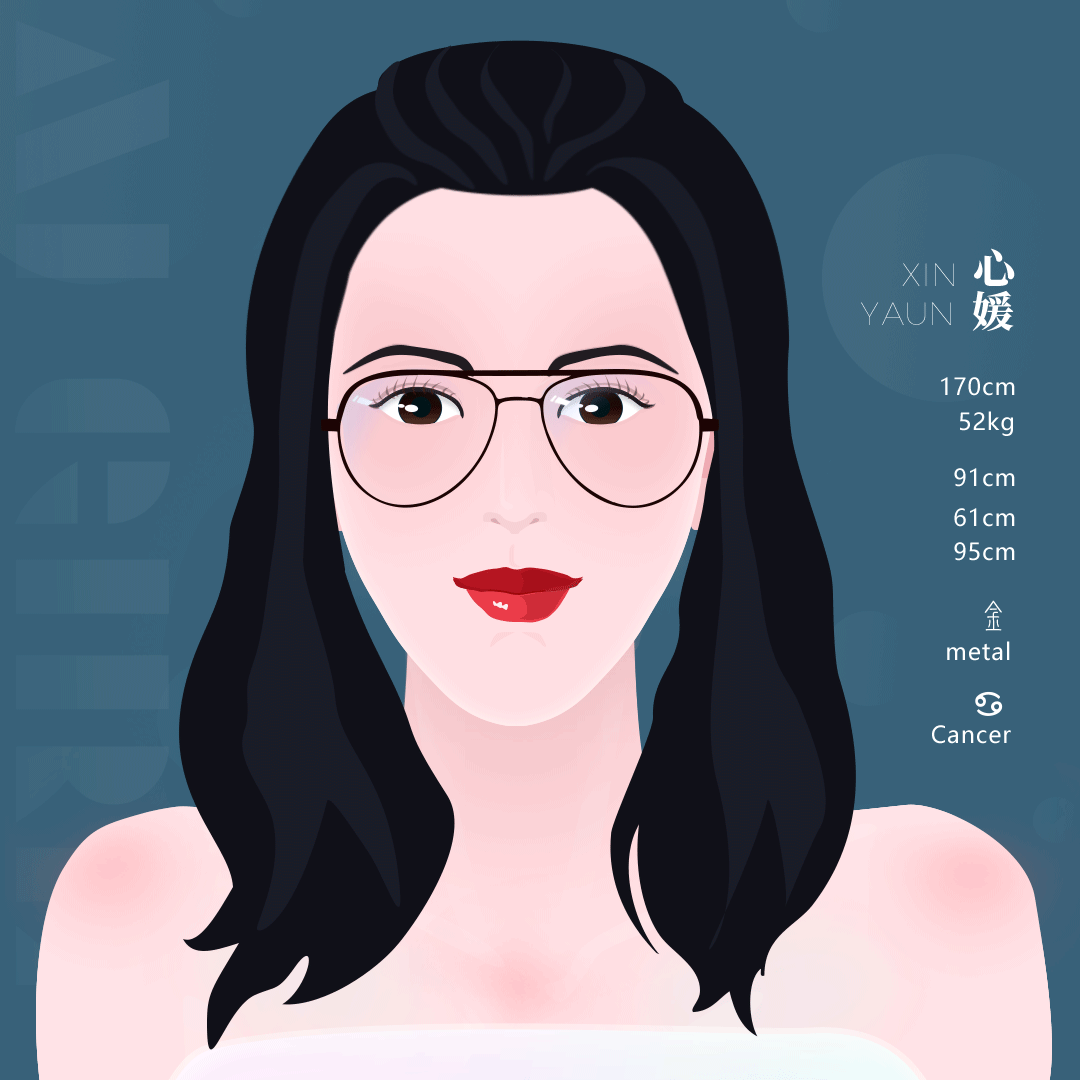 心媛
XIN
YAUN
170cm
52kg
91cm
61cm
95cm
金
metal
♋
Cancer